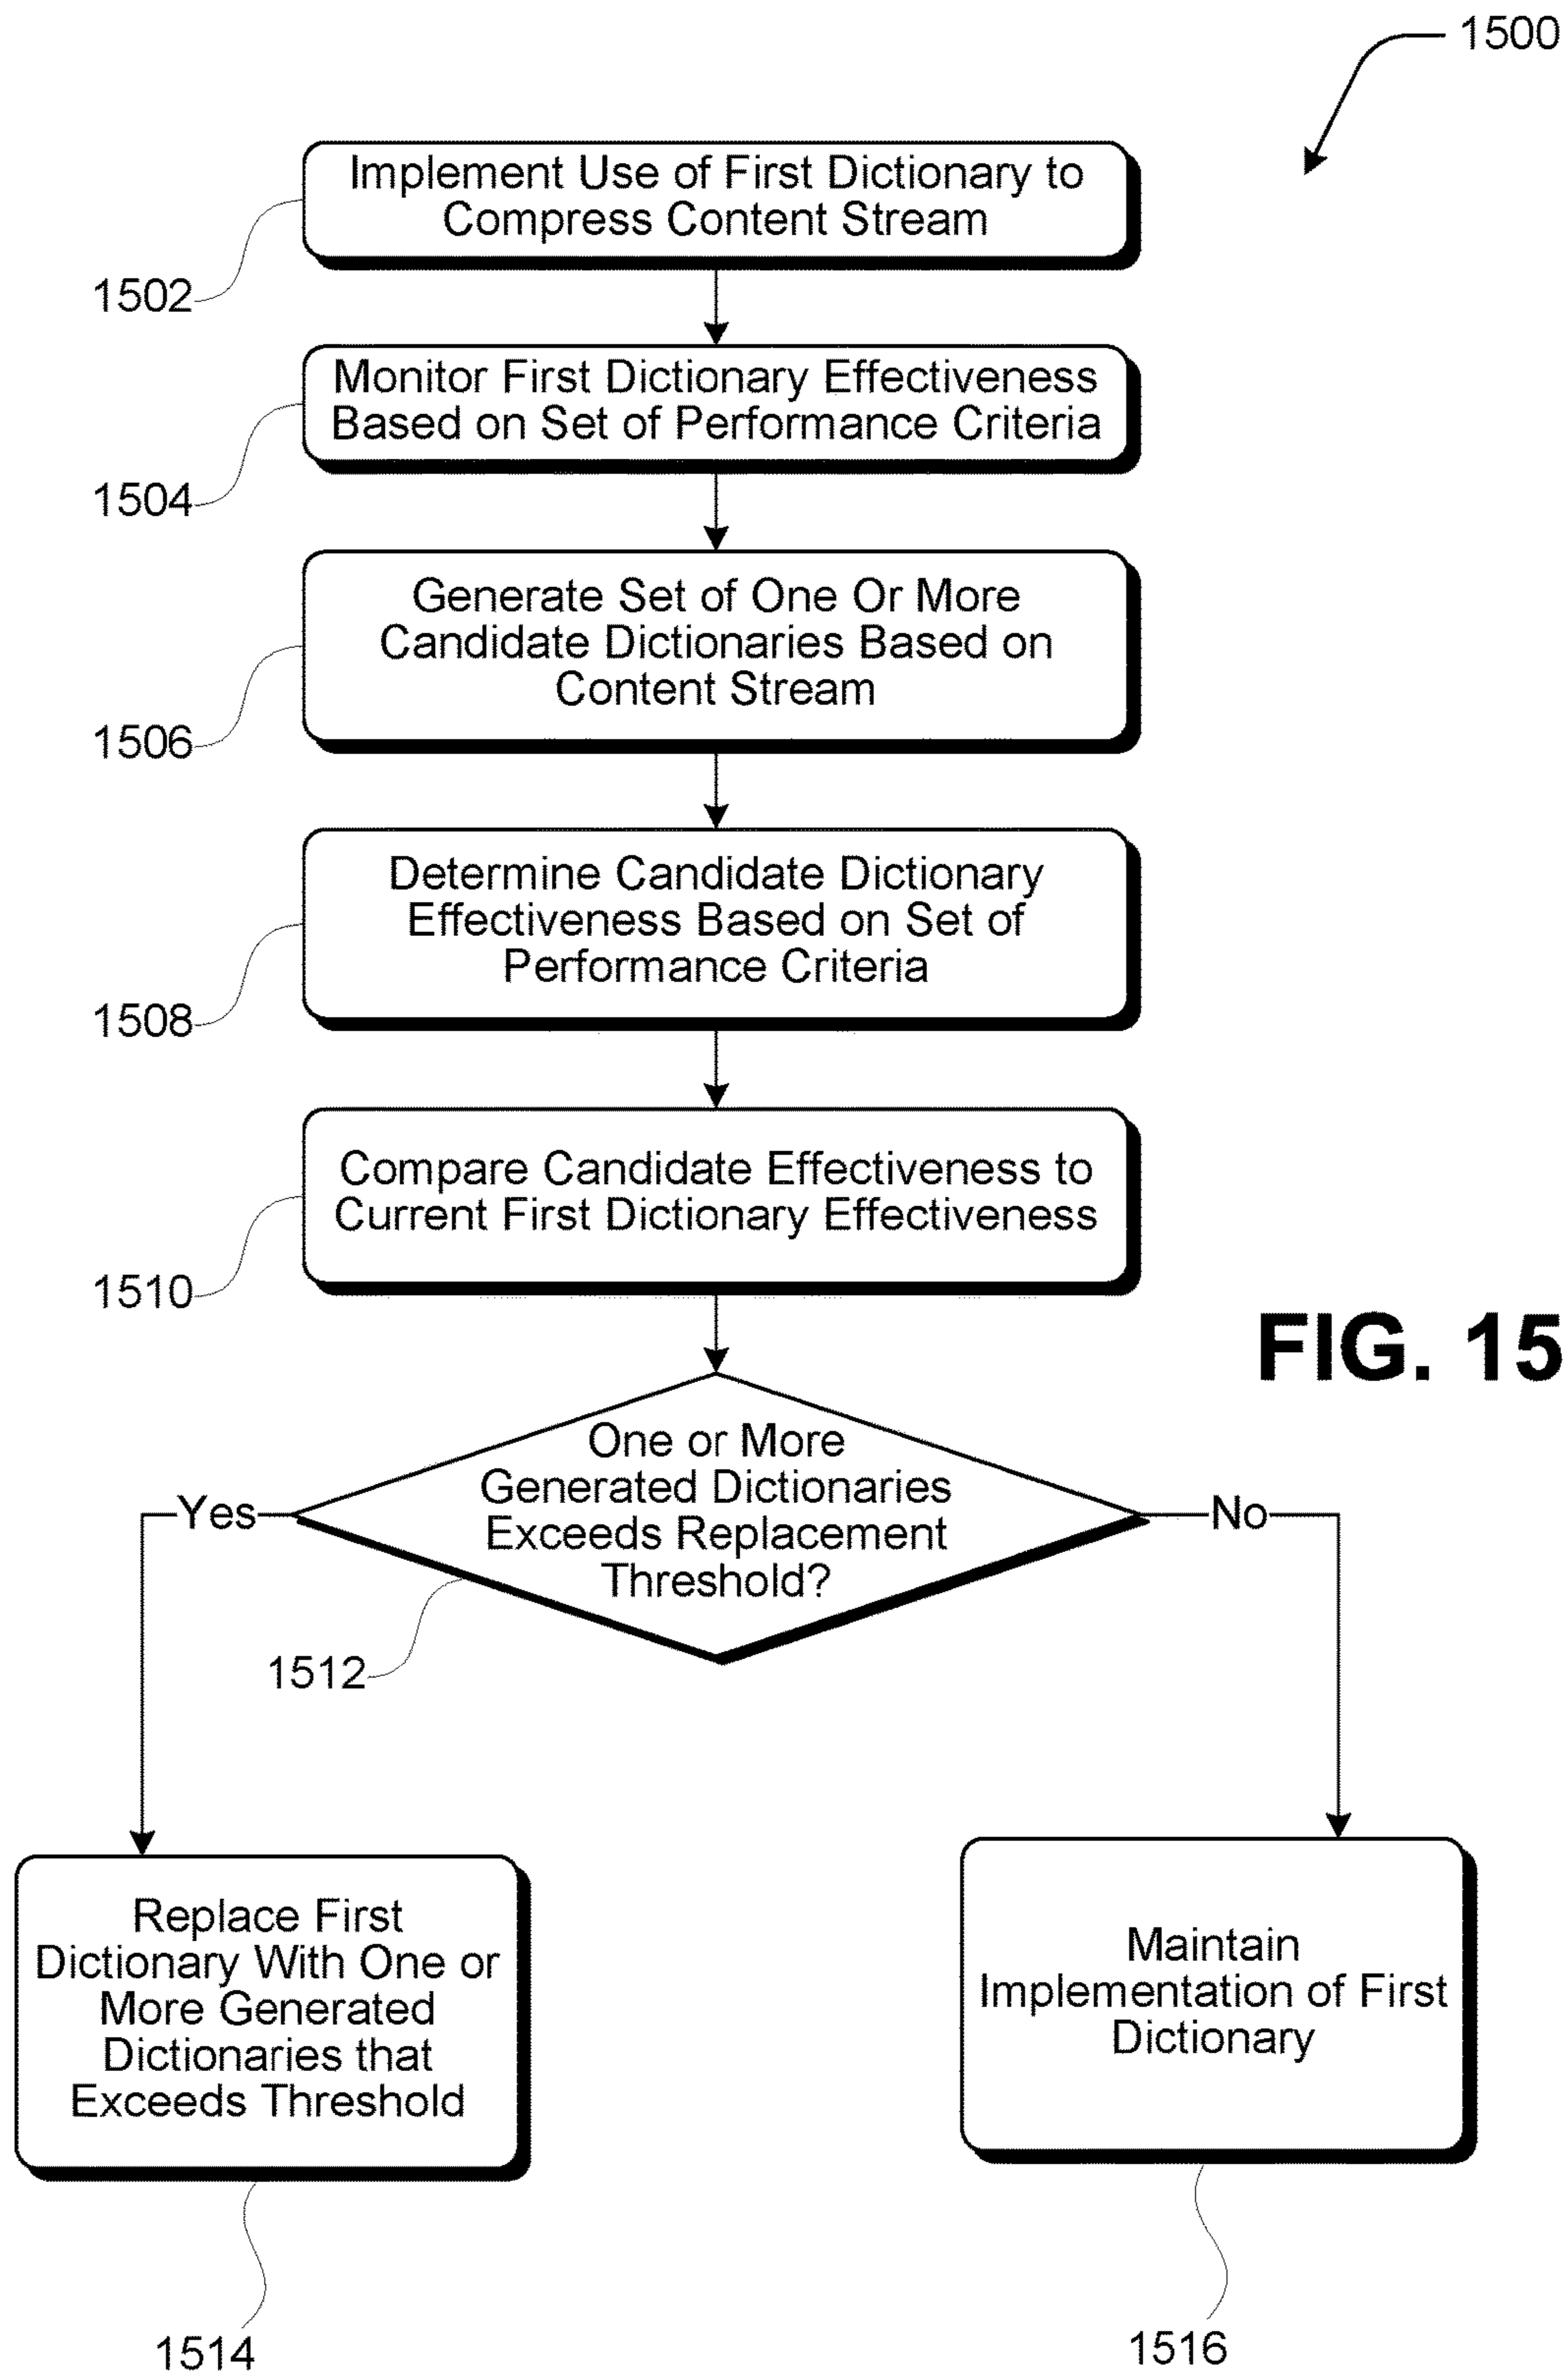 1500
Implement Use of First Dictionary to
Compress Content Stream
1502
Monitor First Dictionary Effectiveness
Based on Set of Performance Criteria
1504
Generate Set of One Or More
Candidate Dictionaries Based on
Content Stream
1506
Determine Candidate Dictionary
Effectiveness Based on Set of
Performance Criteria
1508
Compare Candidate Effectiveness to
Current First Dictionary Effectiveness
1510
FIG. 15
One or More
Generated Dictionaries
Exceeds Replacement
Threshold?
Yes
No
1512
Replace First
Dictionary With One or
More Generated
Dictionaries that
Exceeds Threshold
Maintain
Implementation of First
Dictionary
1514
1516